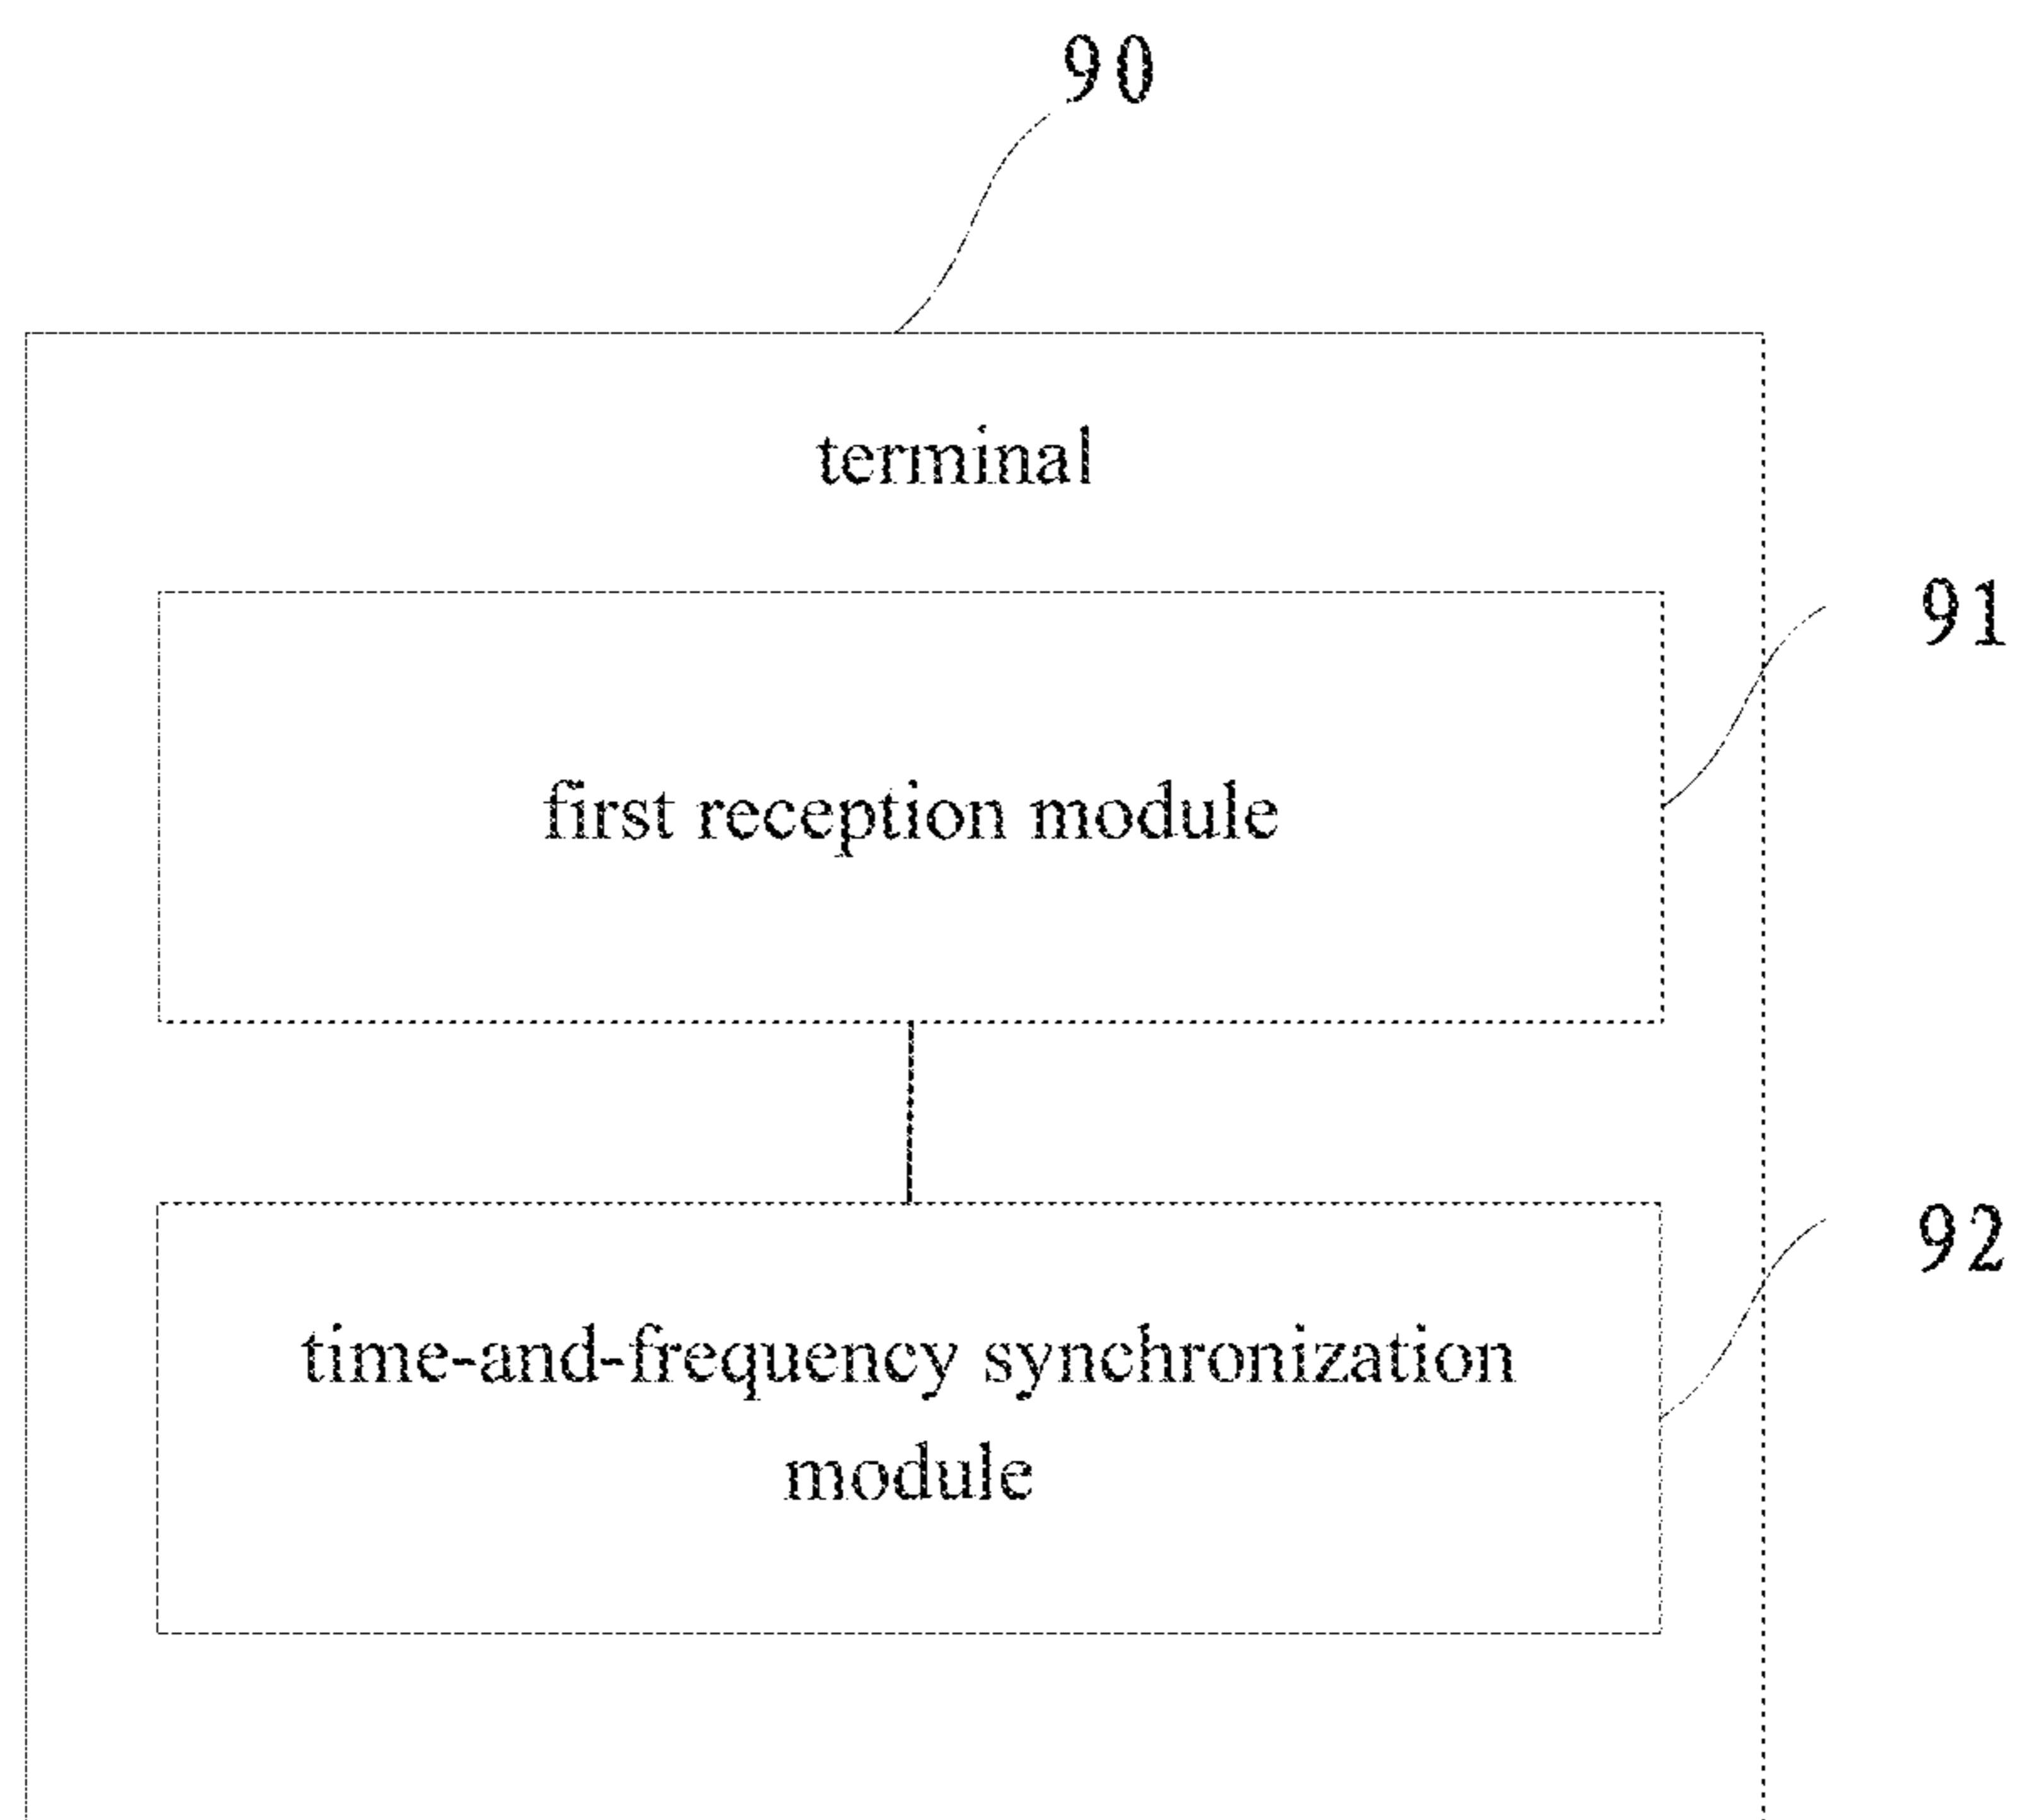 90
terminal
91
first reception module
92
time-and-frequency synchronization
module